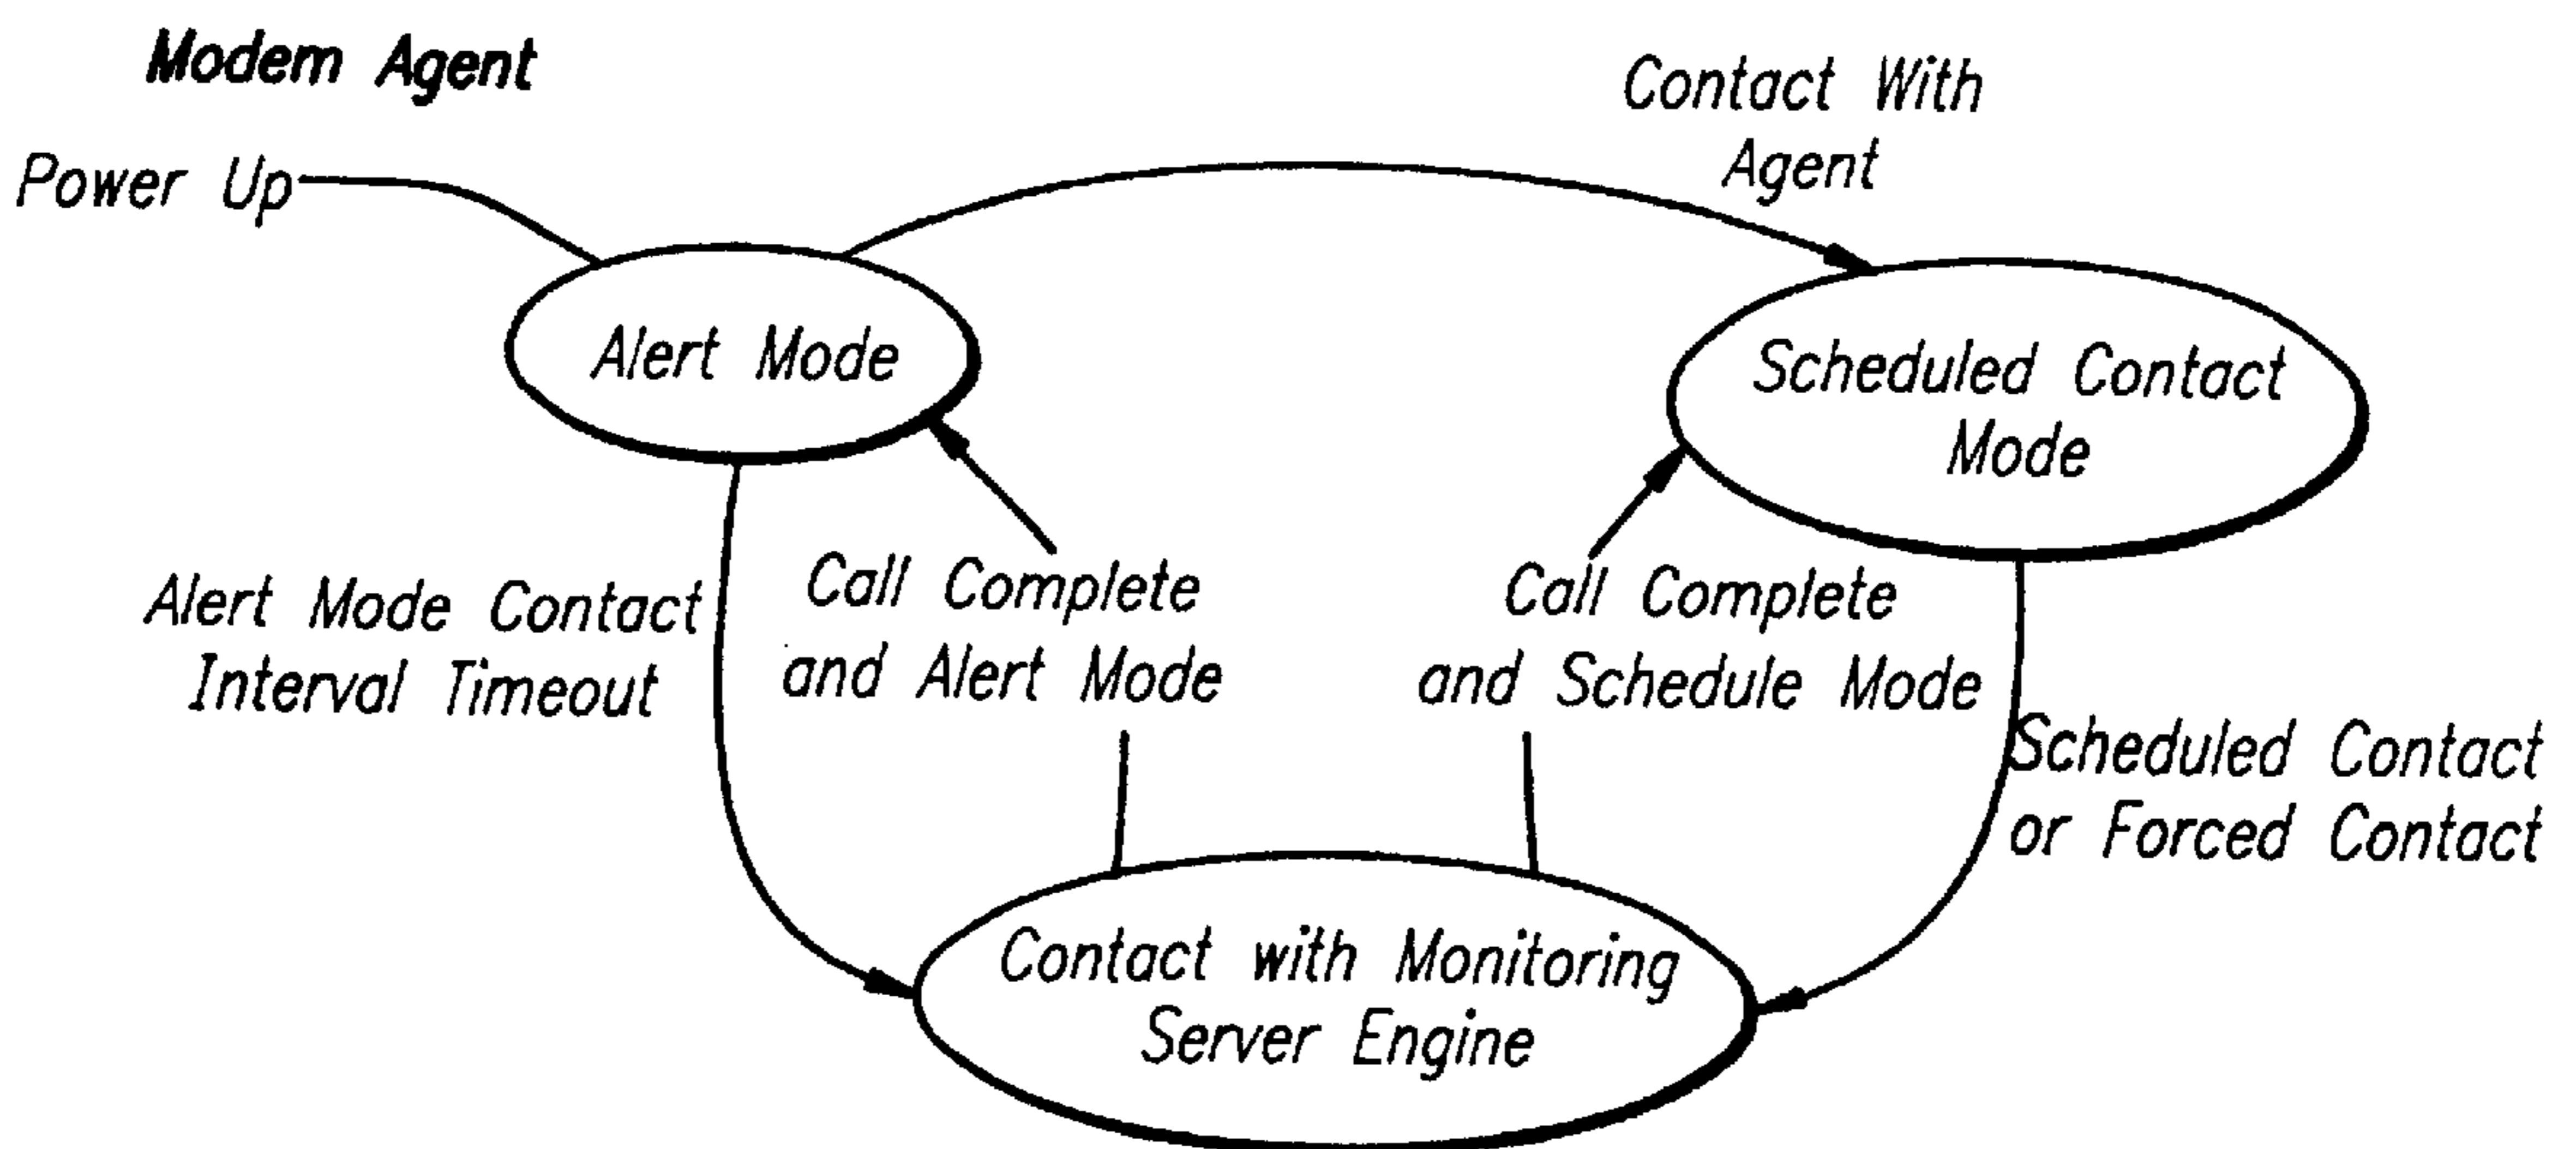 Modem Agent
Power Up
Contact With
Agent
Alert Mode
Scheduled Contact
Mode
Alert Mode Contact
Interval Timeout
Call Complete
and Alert Mode
Call Complete
and Schedule Mode
Scheduled Contact
or Forced Contact
Contact with Monitoring
Server Engine